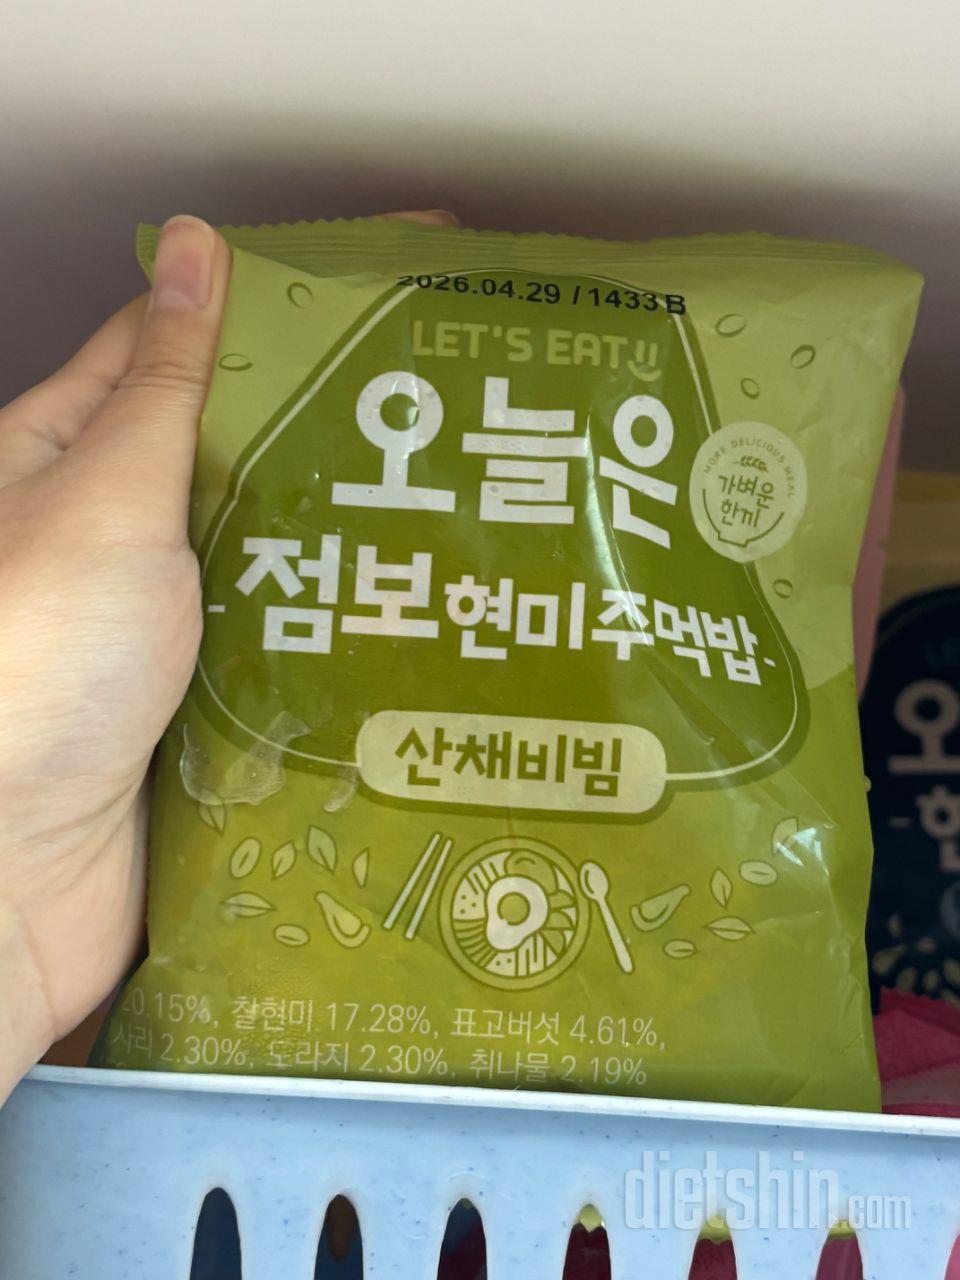 2026.04.29 / 1433 B
LET'S EAT
오늘은
MORE DELICIOUS MEAL
가벼운
한끼
점보 현미 주먹밥
산채비빔
20.15%, 찰현미 17.28%, 표고버섯 4.61%,
사리 2.30%, 도라지 2.30%, 취나물 2.19%
dietshin.com